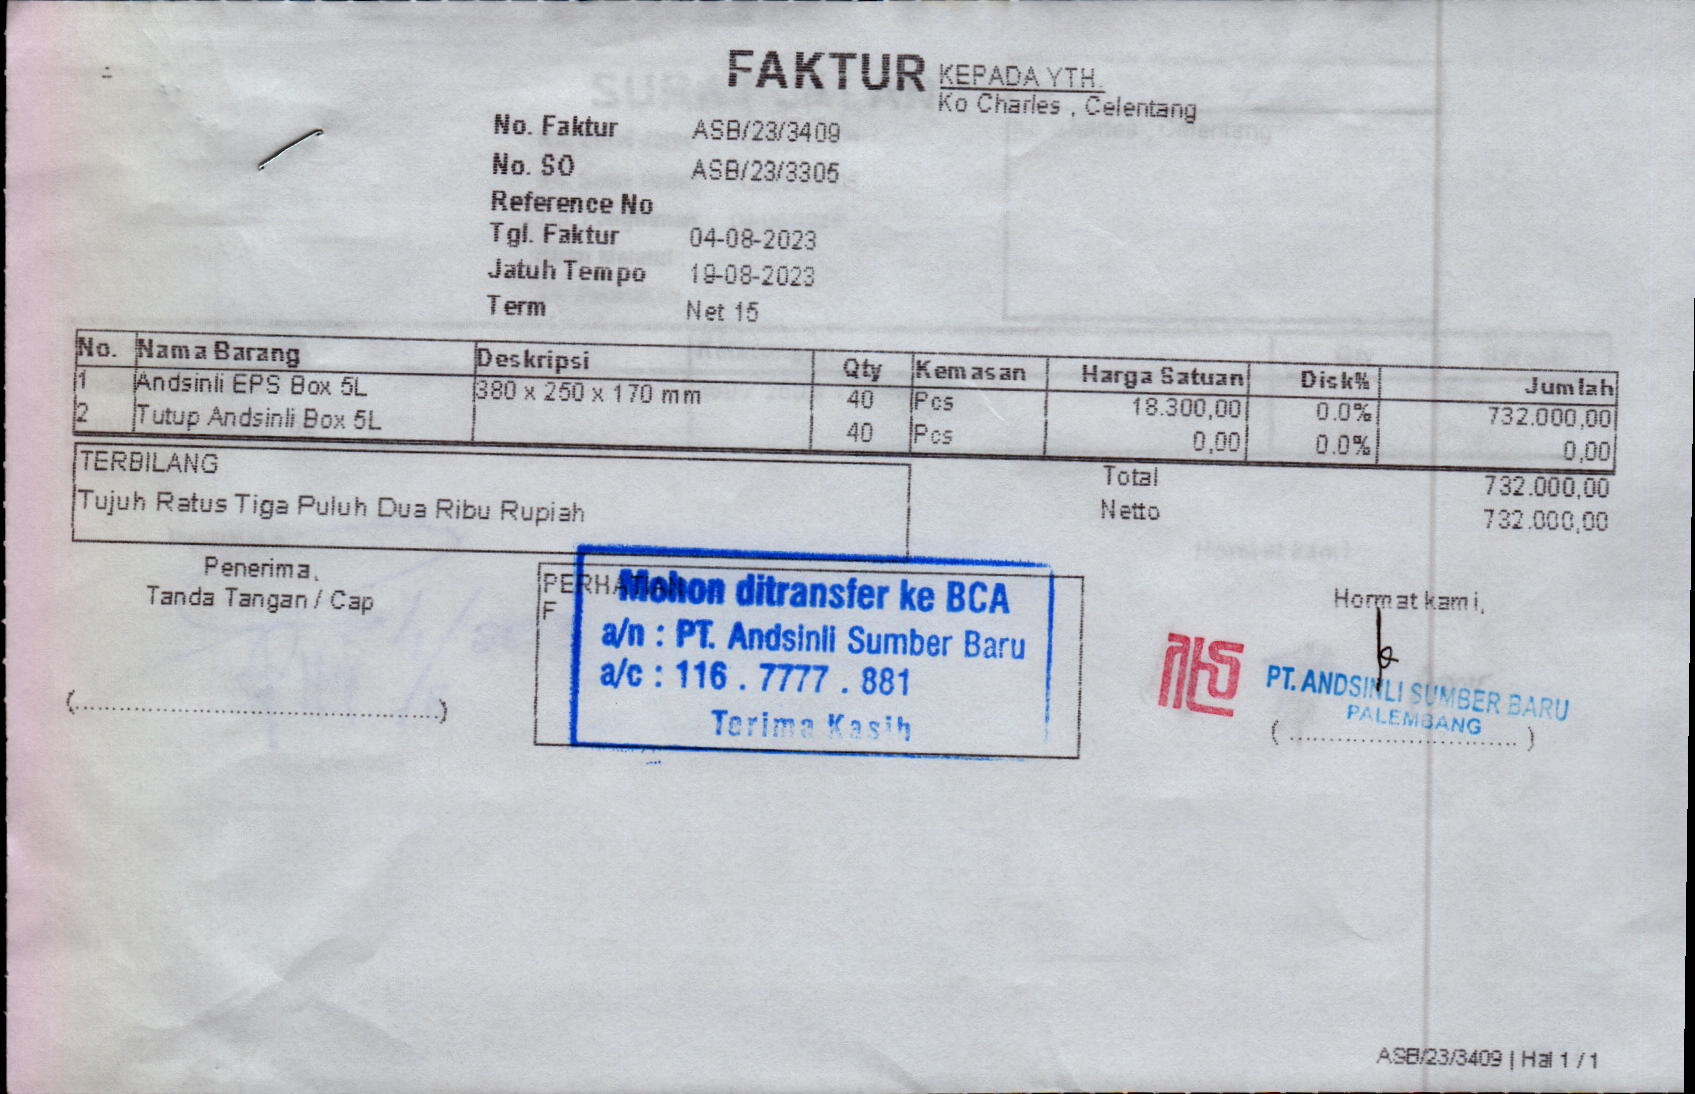 FAKTUR
KEPADA YTH.
Ko Charles , Celentang
No. Faktur ASB/23/3409
No. SO ASB/23/3305
Reference No
Tgl. Faktur 04-08-2023
Jatuh Tempo 19-08-2023
Term Net 15
No. Nama Barang Deskripsi Qty Kemasan Harga Satuan Disk% Jumlah
1 Andsinli EPS Box 5L 380 x 250 x 170 mm 40 Pcs 18.300,00 0.0% 732.000,00
2 Tutup Andsinli Box 5L 40 Pcs 0,00 0.0% 0,00
TERBILANG
Tujuh Ratus Tiga Puluh Dua Ribu Rupiah
Total 732.000,00
Netto 732.000,00
Penerima,
Tanda Tangan / Cap
(................................................)
PERHATIAN
F
Mohon ditransfer ke BCA
a/n : PT. Andsinli Sumber Baru
a/c : 116 . 7777 . 881
Terima Kasih
Hormat kami,
PT. ANDSINLI SUMBER BARU
PALEMBANG
( .............................. )
ASB/23/3409 | Hal 1 / 1